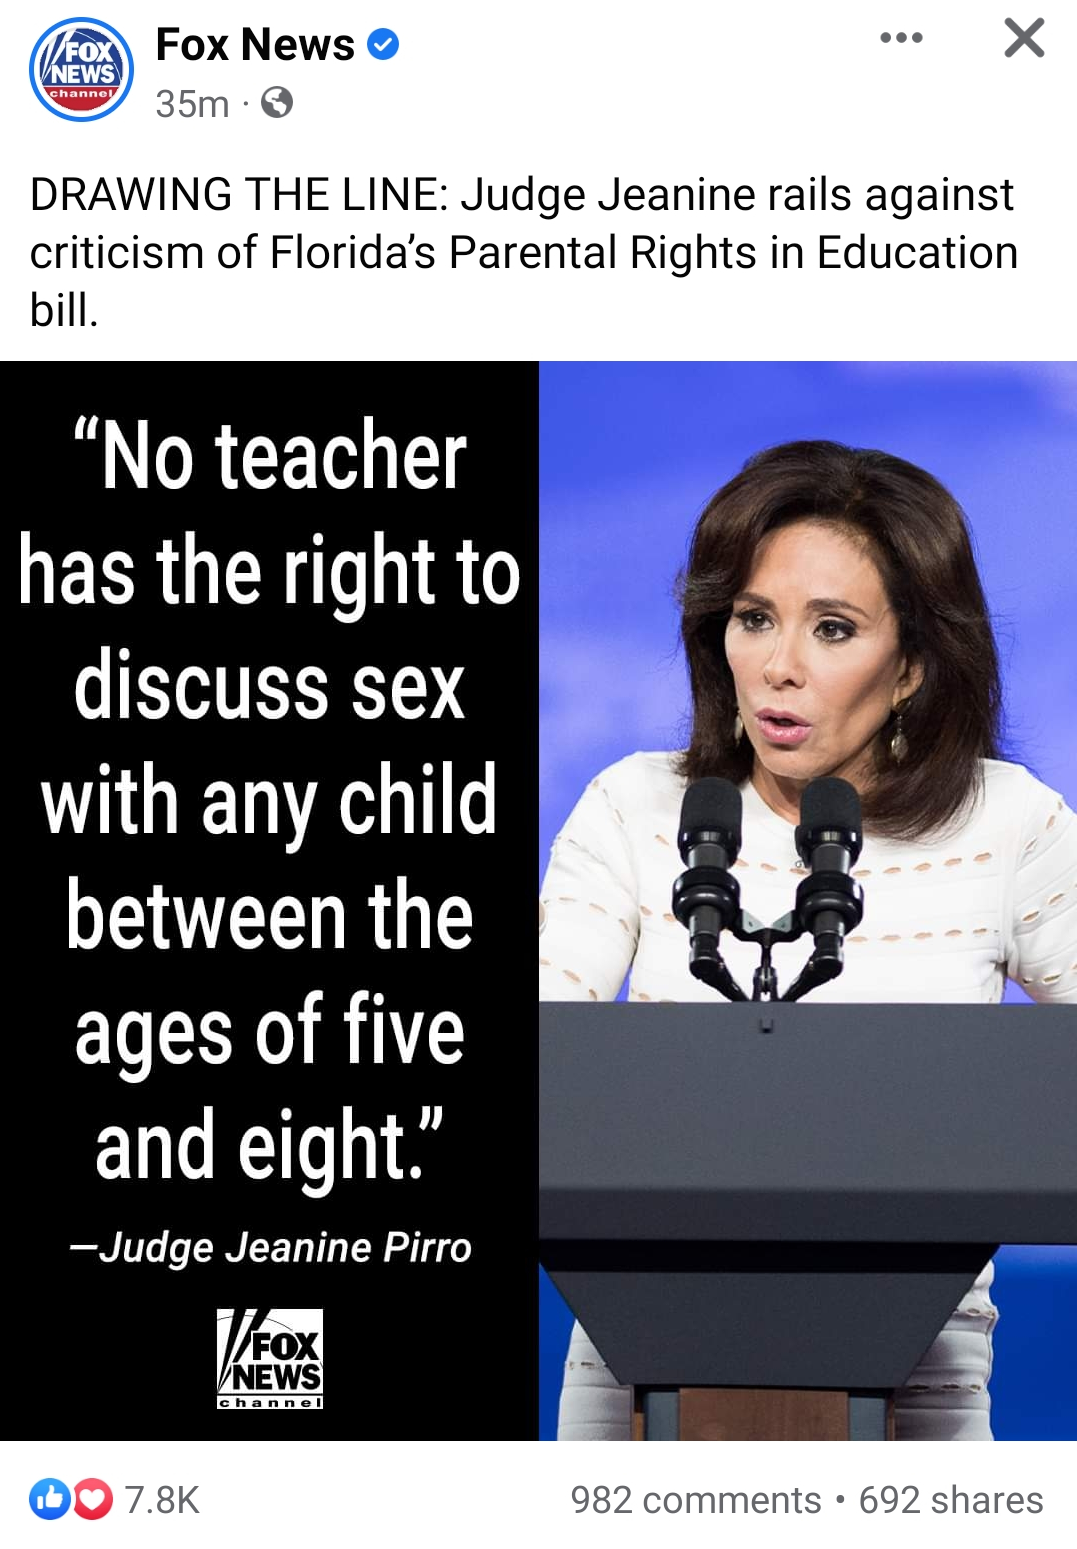 FOX
NEWS
channel
Fox News
35m ·
DRAWING THE LINE: Judge Jeanine rails against
criticism of Florida’s Parental Rights in Education
bill.
“No teacher
has the right to
discuss sex
with any child
between the
ages of five
and eight.”
—Judge Jeanine Pirro
FOX
NEWS
channel
7.8K
982 comments • 692 shares